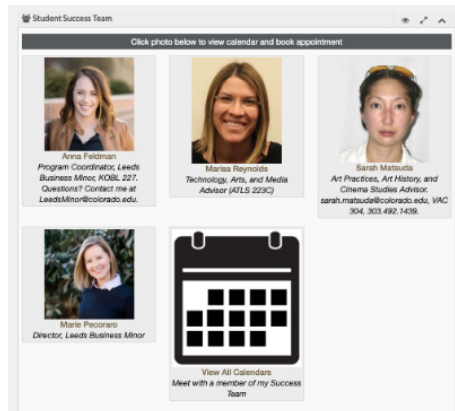 Student Success Team
Click photo below to view calendar and book appointment
Anna Feldman
Program Coordinator, Leeds
Business Minor, KOBL 227.
Questions? Contact me at
LeedsMinor@colorado.edu.
Marisa Reynolds
Technology, Arts, and Media
Advisor (ATLS 223C)
Sarah Matsuda
Art Practices, Art History, and
Cinema Studies Advisor.
sarah.matsuda@colorado.edu, VAC
304, 303.492.1439.
Marie Pecoraro
Director, Leeds Business Minor
View All Calendars
Meet with a member of my Success
Team